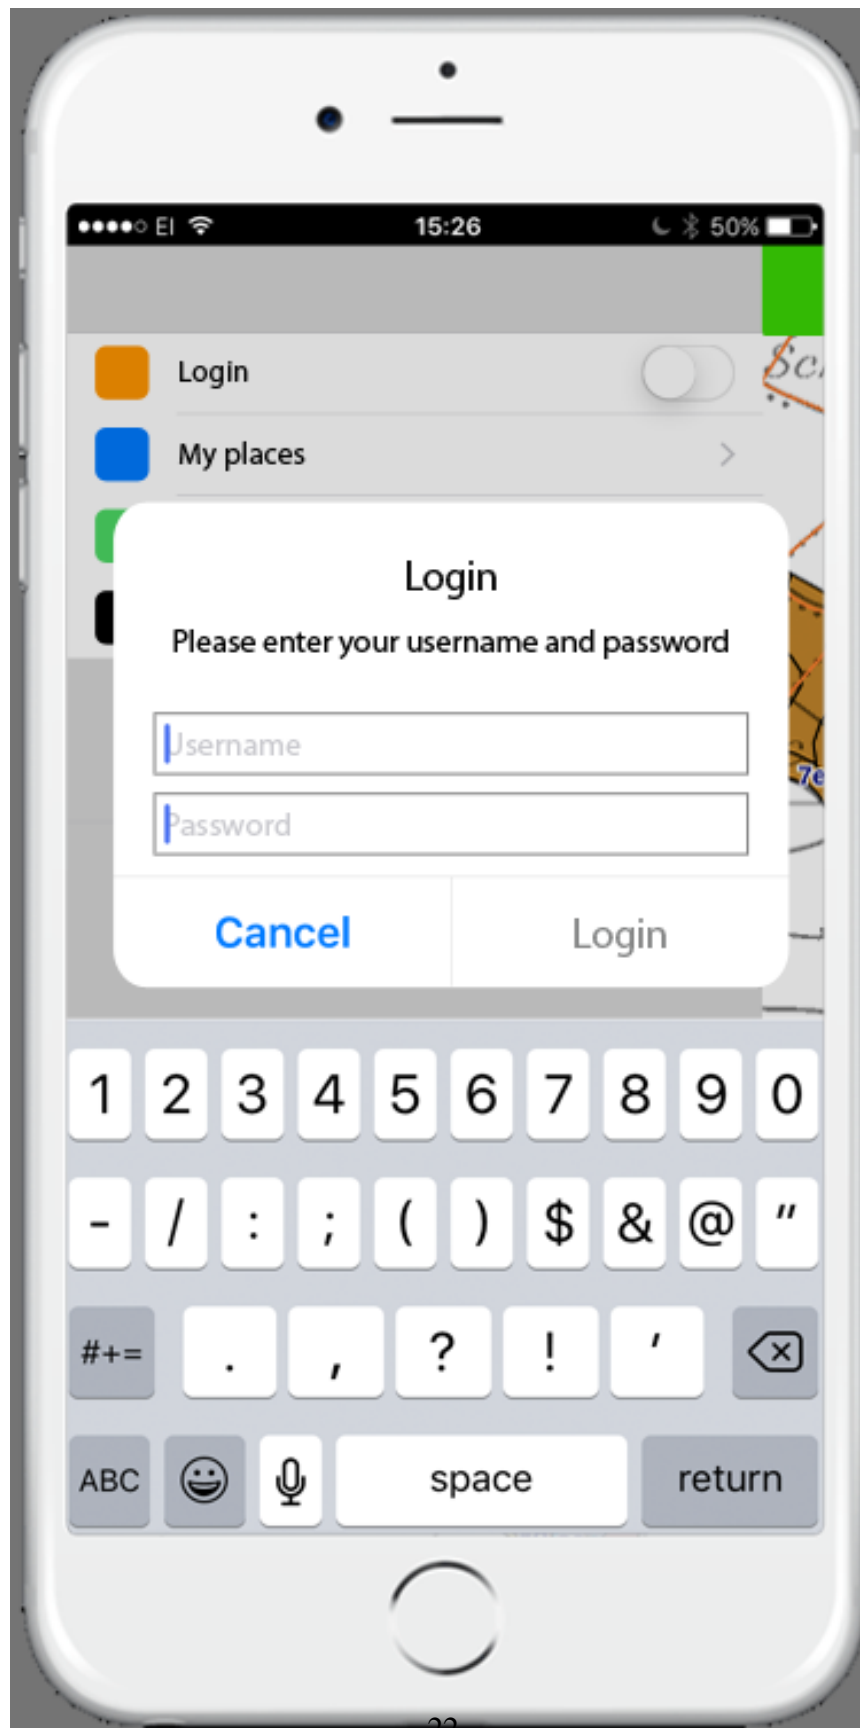 EI 15:26 50%
Login
My places
Login
Please enter your username and password
Username
Password
Cancel Login
1 2 3 4 5 6 7 8 9 0
- / : ; ( ) $ & @ "
#+= . , ? ! '
ABC space return